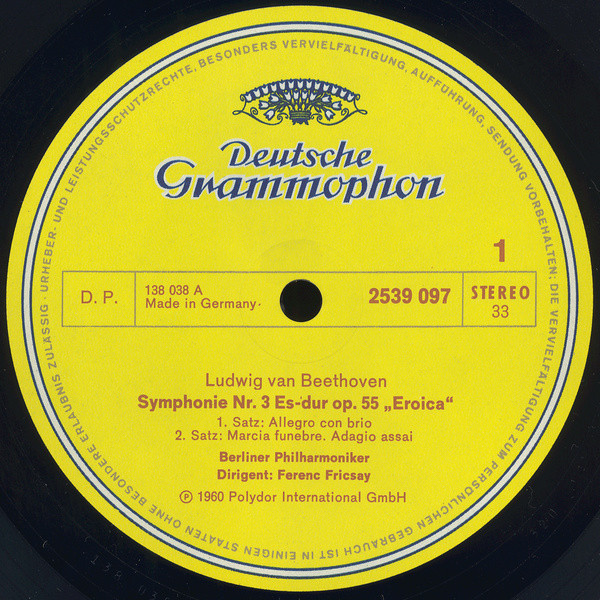 URHEBER- UND LEISTUNGSSCHUTZRECHTE, BESONDERS VERVIELFÄLTIGUNG, AUFFÜHRUNG, SENDUNG VORBEHALTEN: DIE VERVIELFÄLTIGUNG ZUM PERSÖNLICHEN GEBRAUCH IST IN EINIGEN STAATEN OHNE BESONDERE ERLAUBNIS ZULÄSSIG ·
Deutsche
Grammophon
1
D. P.
138 038 A
Made in Germany·
2539 097
STEREO
33
Ludwig van Beethoven
Symphonie Nr. 3 Es-dur op. 55 „Eroica“
1. Satz: Allegro con brio
2. Satz: Marcia funebre. Adagio assai
Berliner Philharmoniker
Dirigent: Ferenc Fricsay
℗ 1960 Polydor International GmbH